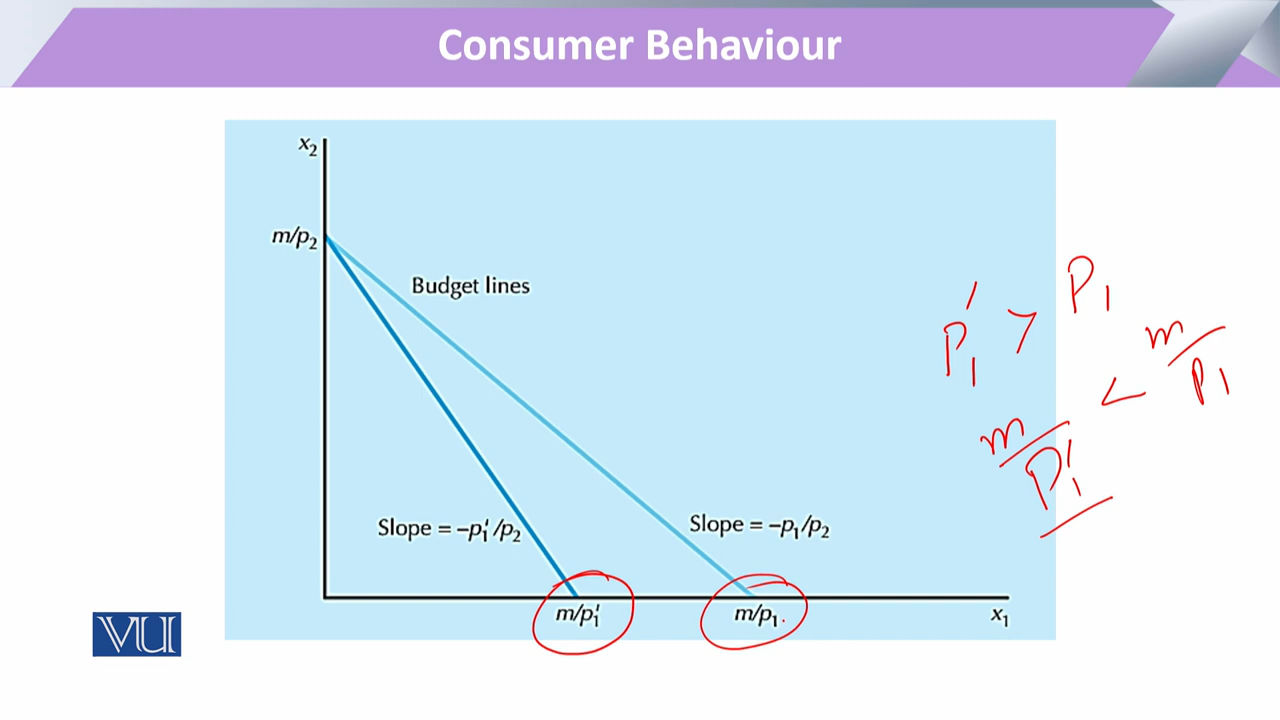 Consumer Behaviour
x₂
m/p₂
Budget lines
Slope = –p₁′/p₂
Slope = –p₁/p₂
m/p₁′
m/p₁
x₁
P₁′ > P₁
m/P₁′ < m/P₁
VU